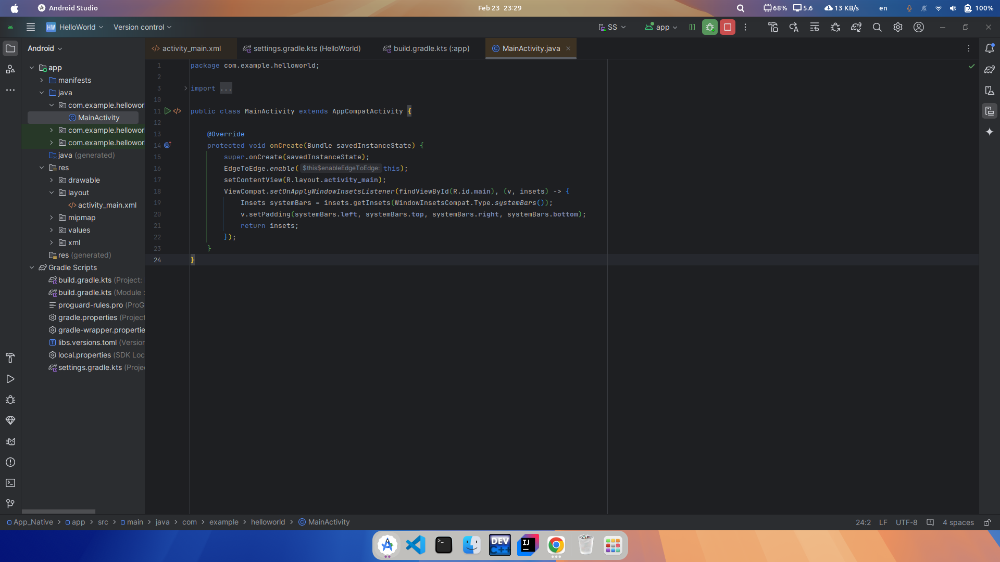 Android Studio
Feb 23 23:29
68% 5.6 13 KB/s en 100%
HW HelloWorld Version control
SS app
Android
activity_main.xml settings.gradle.kts (HelloWorld) build.gradle.kts (:app) MainActivity.java
app
manifests
java
com.example.hellowor
MainActivity
com.example.hellowor
com.example.hellowor
java (generated)
res
drawable
layout
activity_main.xml
mipmap
values
xml
res (generated)
Gradle Scripts
build.gradle.kts (Project:
build.gradle.kts (Module :
proguard-rules.pro (ProG
gradle.properties (Project
gradle-wrapper.propertie
libs.versions.toml (Version
local.properties (SDK Loc
settings.gradle.kts (Proje
1 package com.example.helloworld;
2
3 import ...
10
11 public class MainActivity extends AppCompatActivity {
12
13 @Override
14 protected void onCreate(Bundle savedInstanceState) {
15 super.onCreate(savedInstanceState);
16 EdgeToEdge.enable( $this$enableEdgeToEdge: this);
17 setContentView(R.layout.activity_main);
18 ViewCompat.setOnApplyWindowInsetsListener(findViewById(R.id.main), (v, insets) -> {
19 Insets systemBars = insets.getInsets(WindowInsetsCompat.Type.systemBars());
20 v.setPadding(systemBars.left, systemBars.top, systemBars.right, systemBars.bottom);
21 return insets;
22 });
23 }
24 }
App_Native > app > src > main > java > com > example > helloworld > MainActivity
24:2 LF UTF-8 4 spaces
DEV C++
IJ